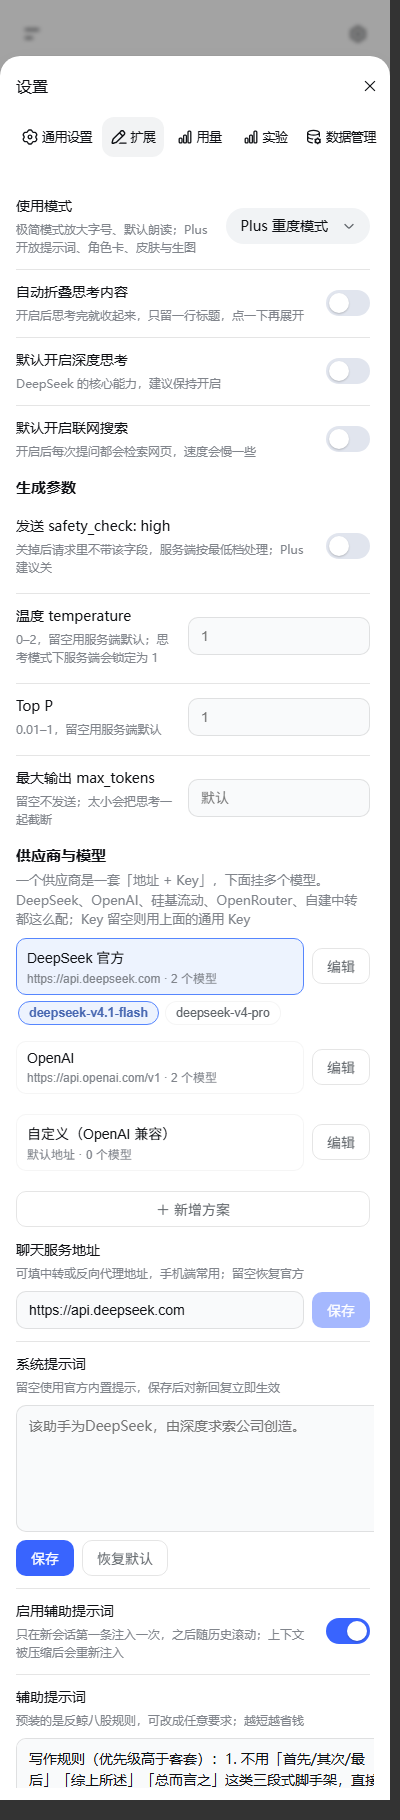 设置
通用设置
扩展
用量
实验
数据管理
使用模式
极简模式放大字号、默认朗读；Plus
开放提示词、角色卡、皮肤与生图
Plus 重度模式
自动折叠思考内容
开启后思考完就收起来，只留一行标题，点一下再展开
默认开启深度思考
DeepSeek 的核心能力，建议保持开启
默认开启联网搜索
开启后每次提问都会检索网页，速度会慢一些
生成参数
发送 safety_check: high
关掉后请求里不带该字段，服务端按最低档处理；Plus
建议关
温度 temperature
0–2，留空用服务端默认；思
考模式下服务端会锁定为 1
1
Top P
0.01–1，留空用服务端默认
1
最大输出 max_tokens
留空不发送；太小会把思考一
起截断
默认
供应商与模型
一个供应商是一套「地址 + Key」，下面挂多个模型。
DeepSeek、OpenAI、硅基流动、OpenRouter、自建中转
都这么配；Key 留空则用上面的通用 Key
DeepSeek 官方
https://api.deepseek.com · 2 个模型
编辑
deepseek-v4.1-flash
deepseek-v4-pro
OpenAI
https://api.openai.com/v1 · 2 个模型
编辑
自定义（OpenAI 兼容）
默认地址 · 0 个模型
编辑
＋ 新增方案
聊天服务地址
可填中转或反向代理地址，手机端常用；留空恢复官方
https://api.deepseek.com
保存
系统提示词
留空使用官方内置提示，保存后对新回复立即生效
该助手为DeepSeek，由深度求索公司创造。
保存
恢复默认
启用辅助提示词
只在新会话第一条注入一次，之后随历史滚动；上下文
被压缩后会重新注入
辅助提示词
预装的是反鲸八股规则，可改成任意要求；越短越省钱
写作规则（优先级高于客套）：1. 不用「首先/其次/最
后」「综上所述」「总而言之」这类三段式脚手架，直接